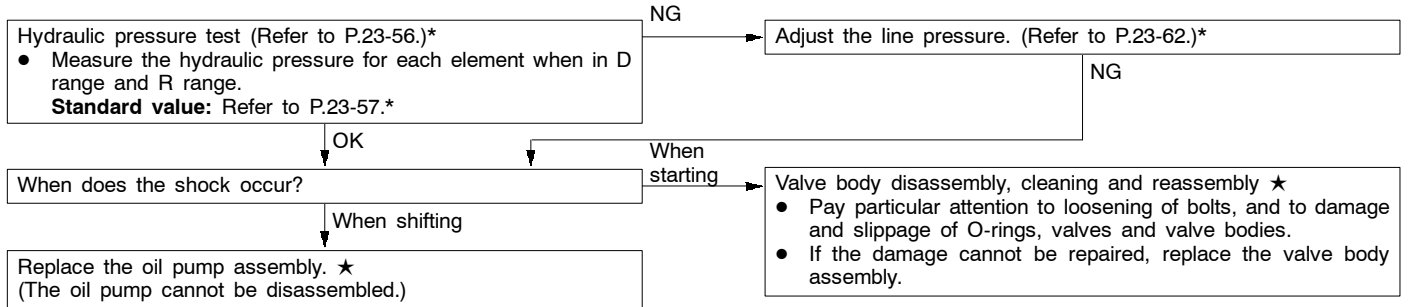 Hydraulic pressure test (Refer to P.23-56.)*
● Measure the hydraulic pressure for each element when in D
range and R range.
Standard value: Refer to P.23-57.*
NG
Adjust the line pressure. (Refer to P.23-62.)*
NG
OK
When does the shock occur?
When
starting
Valve body disassembly, cleaning and reassembly ★
● Pay particular attention to loosening of bolts, and to damage
and slippage of O-rings, valves and valve bodies.
● If the damage cannot be repaired, replace the valve body
assembly.
When shifting
Replace the oil pump assembly. ★
(The oil pump cannot be disassembled.)